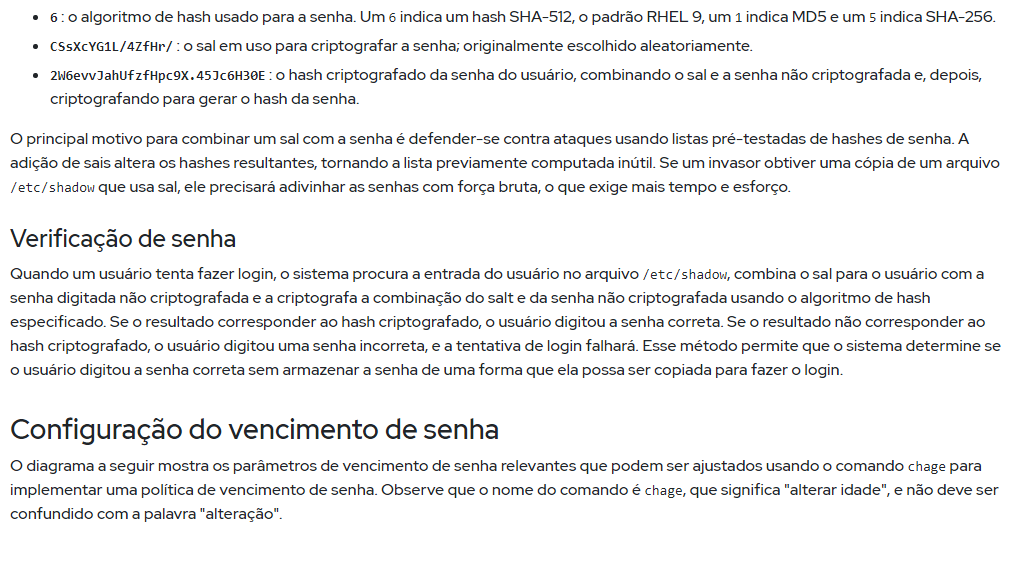 • 6 : o algoritmo de hash usado para a senha. Um 6 indica um hash SHA-512, o padrão RHEL 9, um 1 indica MD5 e um 5 indica SHA-256.
• CSsXcYG1L/4ZfHr/ : o sal em uso para criptografar a senha; originalmente escolhido aleatoriamente.
• 2W6evvJahUfzfHpc9X.45Jc6H30E : o hash criptografado da senha do usuário, combinando o sal e a senha não criptografada e, depois,
criptografando para gerar o hash da senha.
O principal motivo para combinar um sal com a senha é defender-se contra ataques usando listas pré-testadas de hashes de senha. A
adição de sais altera os hashes resultantes, tornando a lista previamente computada inútil. Se um invasor obtiver uma cópia de um arquivo
/etc/shadow que usa sal, ele precisará adivinhar as senhas com força bruta, o que exige mais tempo e esforço.
Verificação de senha
Quando um usuário tenta fazer login, o sistema procura a entrada do usuário no arquivo /etc/shadow, combina o sal para o usuário com a
senha digitada não criptografada e a criptografa a combinação do salt e da senha não criptografada usando o algoritmo de hash
especificado. Se o resultado corresponder ao hash criptografado, o usuário digitou a senha correta. Se o resultado não corresponder ao
hash criptografado, o usuário digitou uma senha incorreta, e a tentativa de login falhará. Esse método permite que o sistema determine se
o usuário digitou a senha correta sem armazenar a senha de uma forma que ela possa ser copiada para fazer o login.
Configuração do vencimento de senha
O diagrama a seguir mostra os parâmetros de vencimento de senha relevantes que podem ser ajustados usando o comando chage para
implementar uma política de vencimento de senha. Observe que o nome do comando é chage, que significa "alterar idade", e não deve ser
confundido com a palavra "alteração".